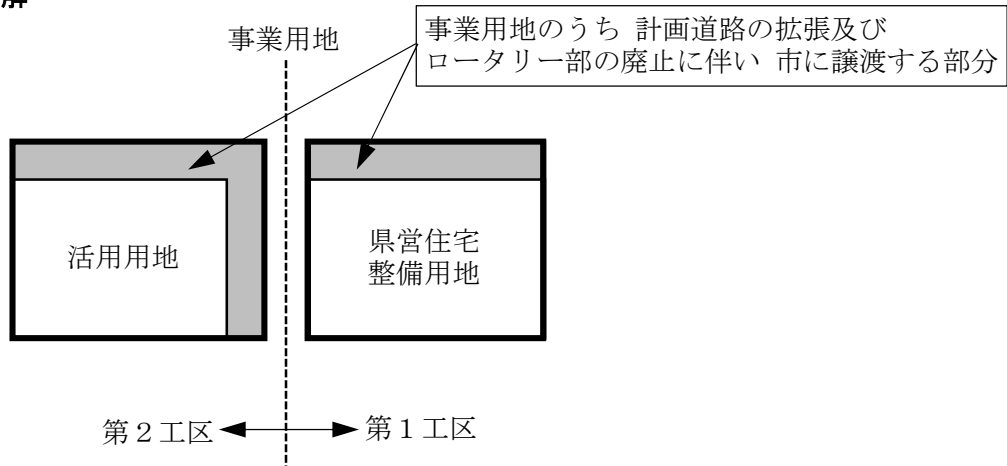 解
事業用地
事業用地のうち 計画道路の拡張及び
ロータリー部の廃止に伴い 市に譲渡する部分
活用用地
県営住宅
整備用地
第２工区
第１工区